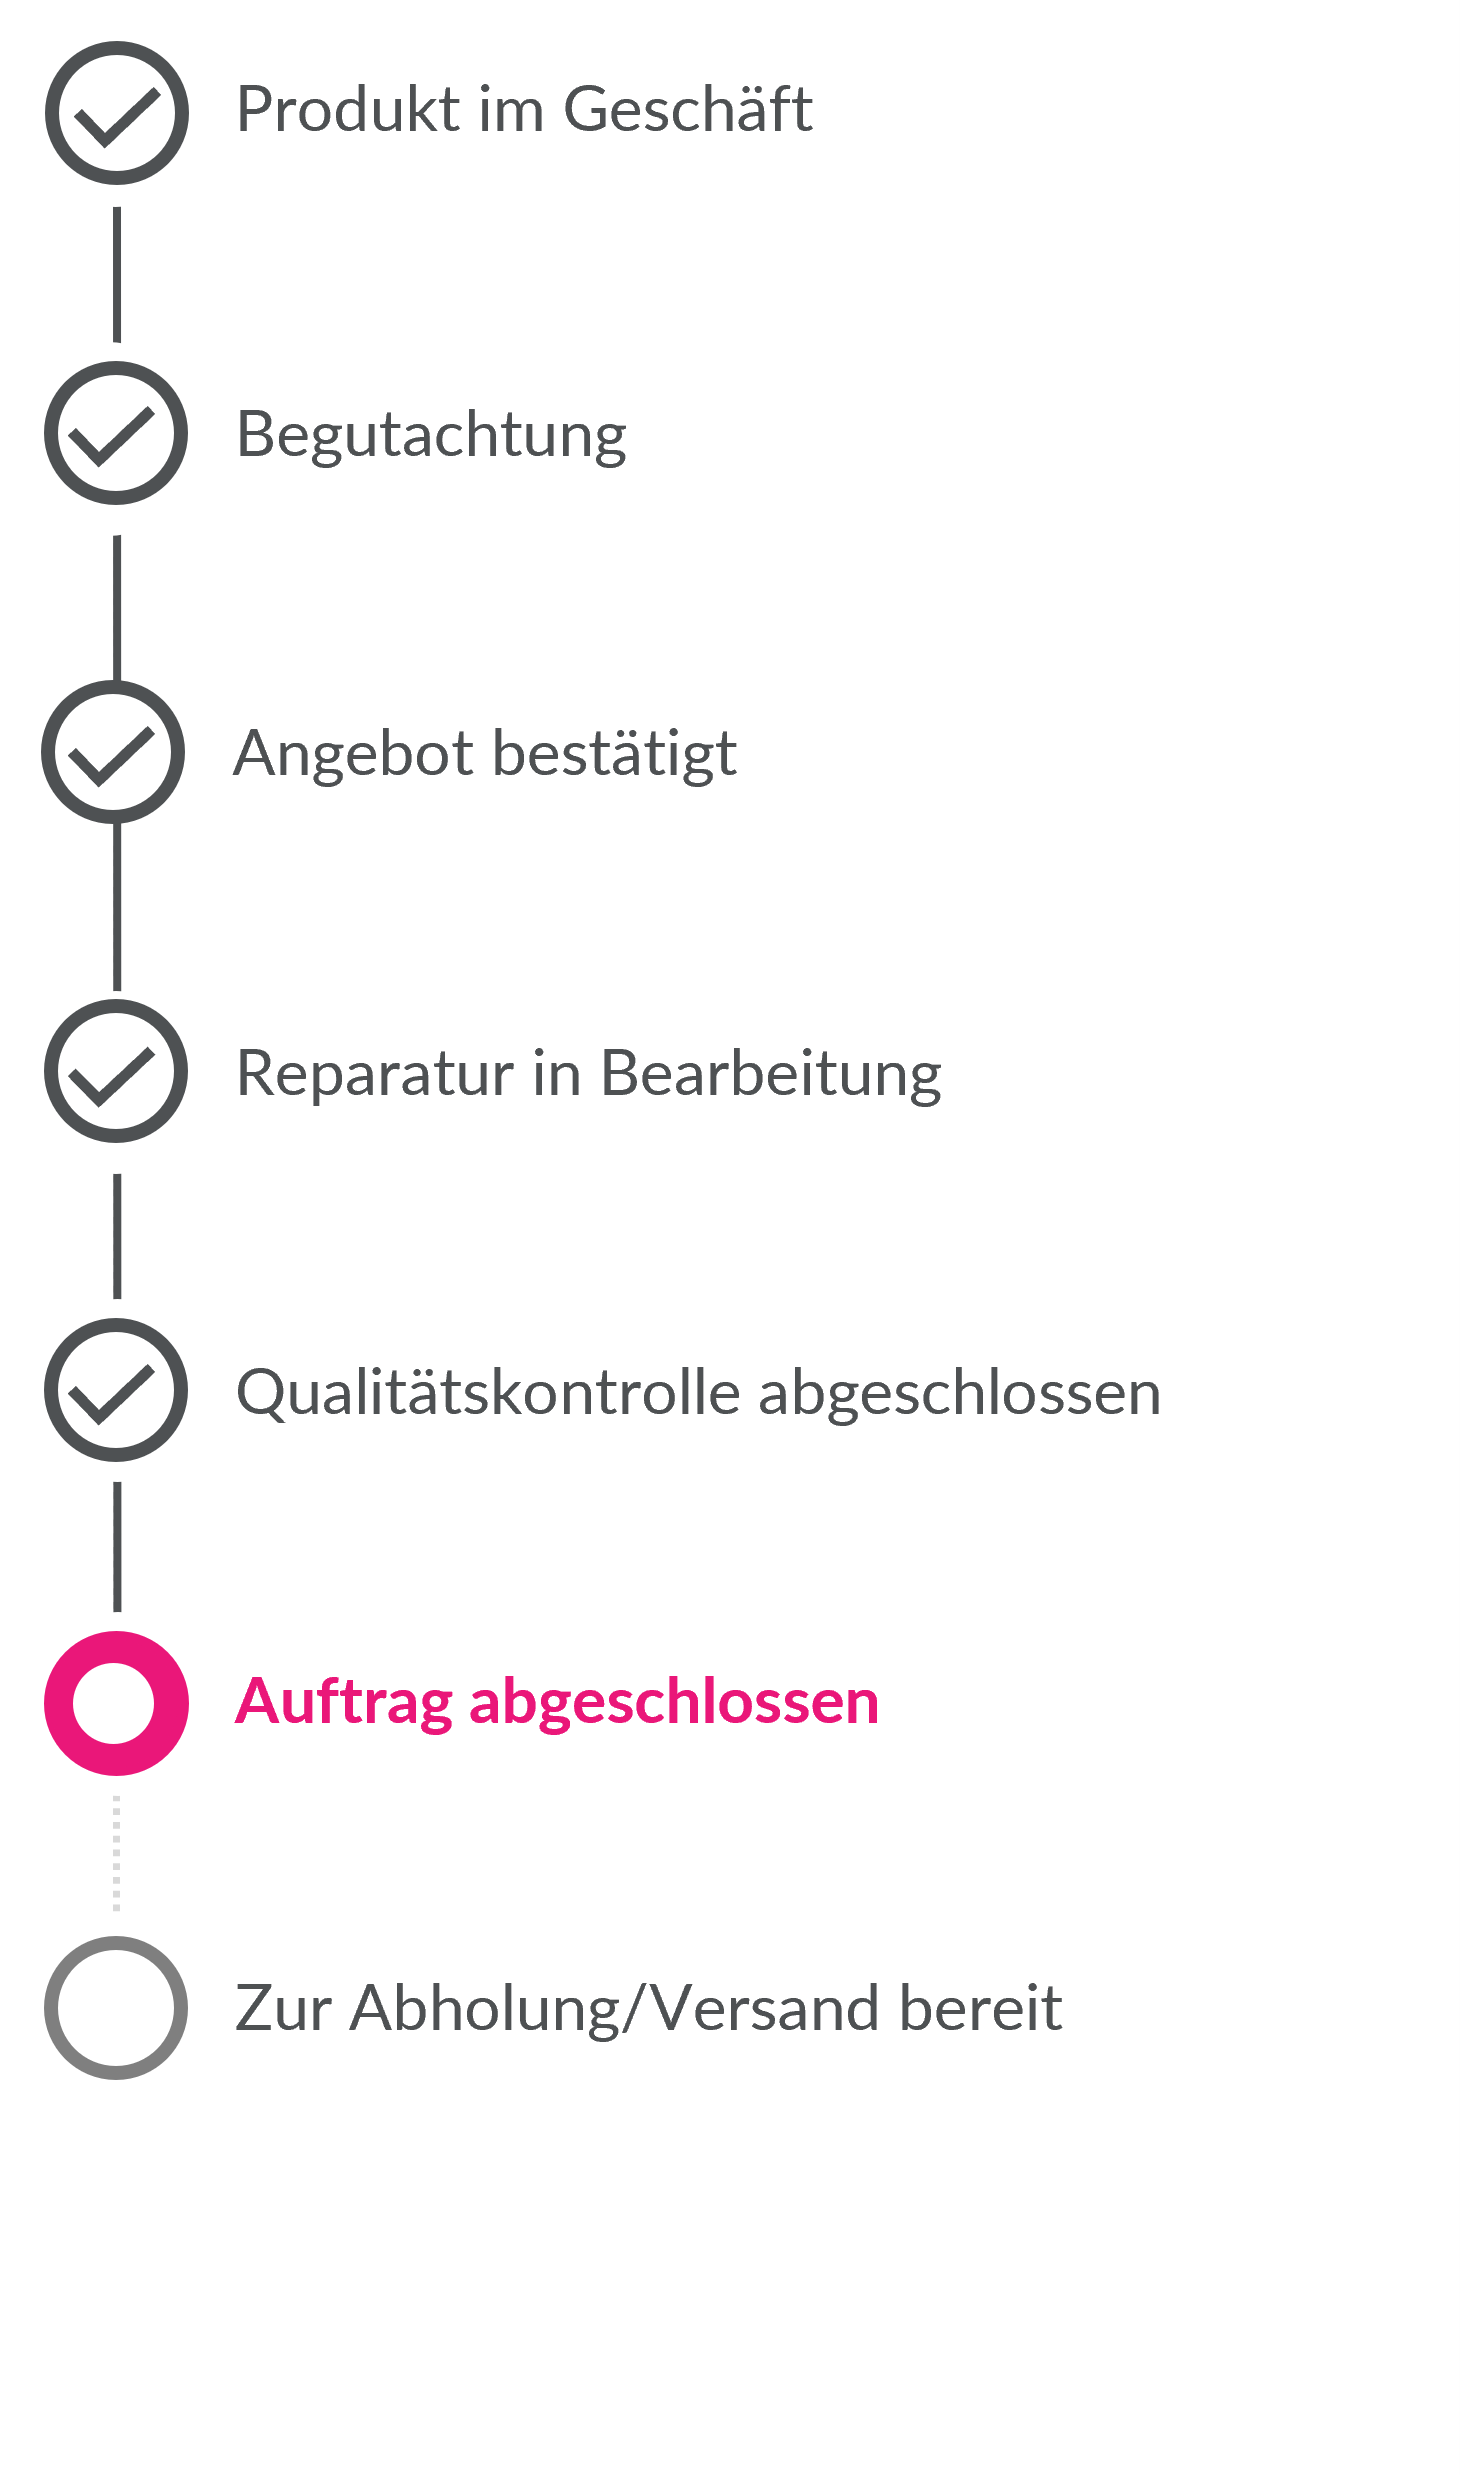 Produkt im Geschäft
Begutachtung
Angebot bestätigt
Reparatur in Bearbeitung
Qualitätskontrolle abgeschlossen
Auftrag abgeschlossen
Zur Abholung/Versand bereit